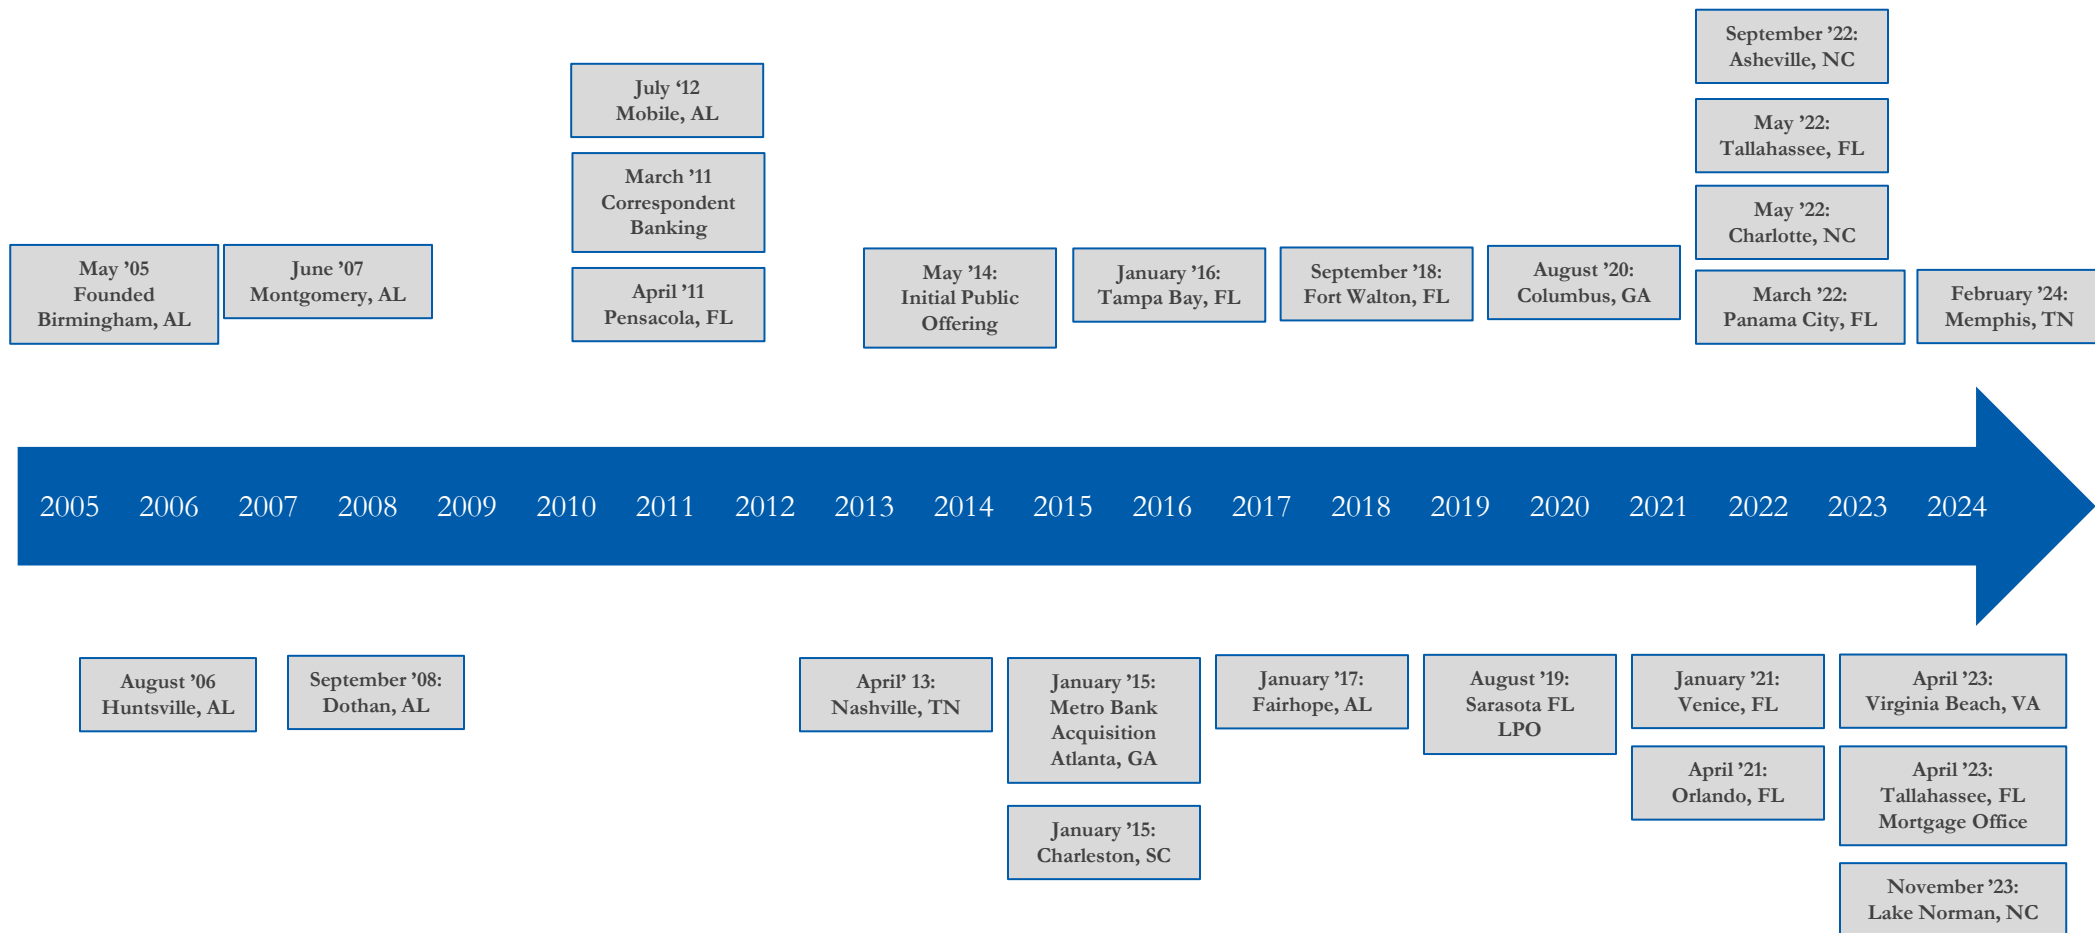 September ’22:
Asheville, NC
July ‘12
Mobile, AL
May ’22:
Tallahassee, FL
March ’11
Correspondent
Banking
May ’22:
Charlotte, NC
May ’05
Founded
Birmingham, AL
June ’07
Montgomery, AL
April ’11
Pensacola, FL
May ’14:
Initial Public
Offering
January ’16:
Tampa Bay, FL
September ’18:
Fort Walton, FL
August ’20:
Columbus, GA
March ’22:
Panama City, FL
February ’24:
Memphis, TN
2005 2006 2007 2008 2009 2010 2011 2012 2013 2014 2015 2016 2017 2018 2019 2020 2021 2022 2023 2024
August ’06
Huntsville, AL
September ’08:
Dothan, AL
April’ 13:
Nashville, TN
January ’15:
Metro Bank
Acquisition
Atlanta, GA
January ’17:
Fairhope, AL
August ’19:
Sarasota FL
LPO
January ’21:
Venice, FL
April ’23:
Virginia Beach, VA
January ’15:
Charleston, SC
April ’21:
Orlando, FL
April ’23:
Tallahassee, FL
Mortgage Office
November ’23:
Lake Norman, NC